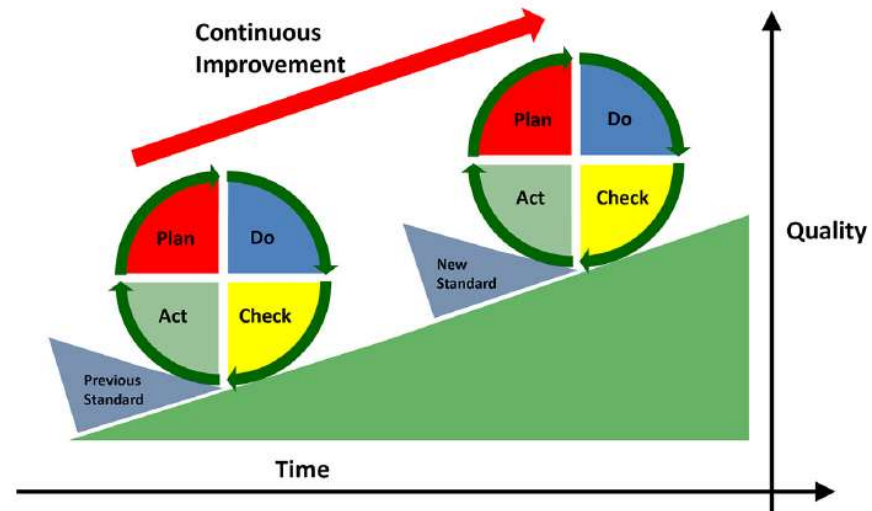 Continuous
Improvement
Plan
Do
Act
Check
Previous
Standard
Plan
Do
Act
Check
New
Standard
Quality
Time